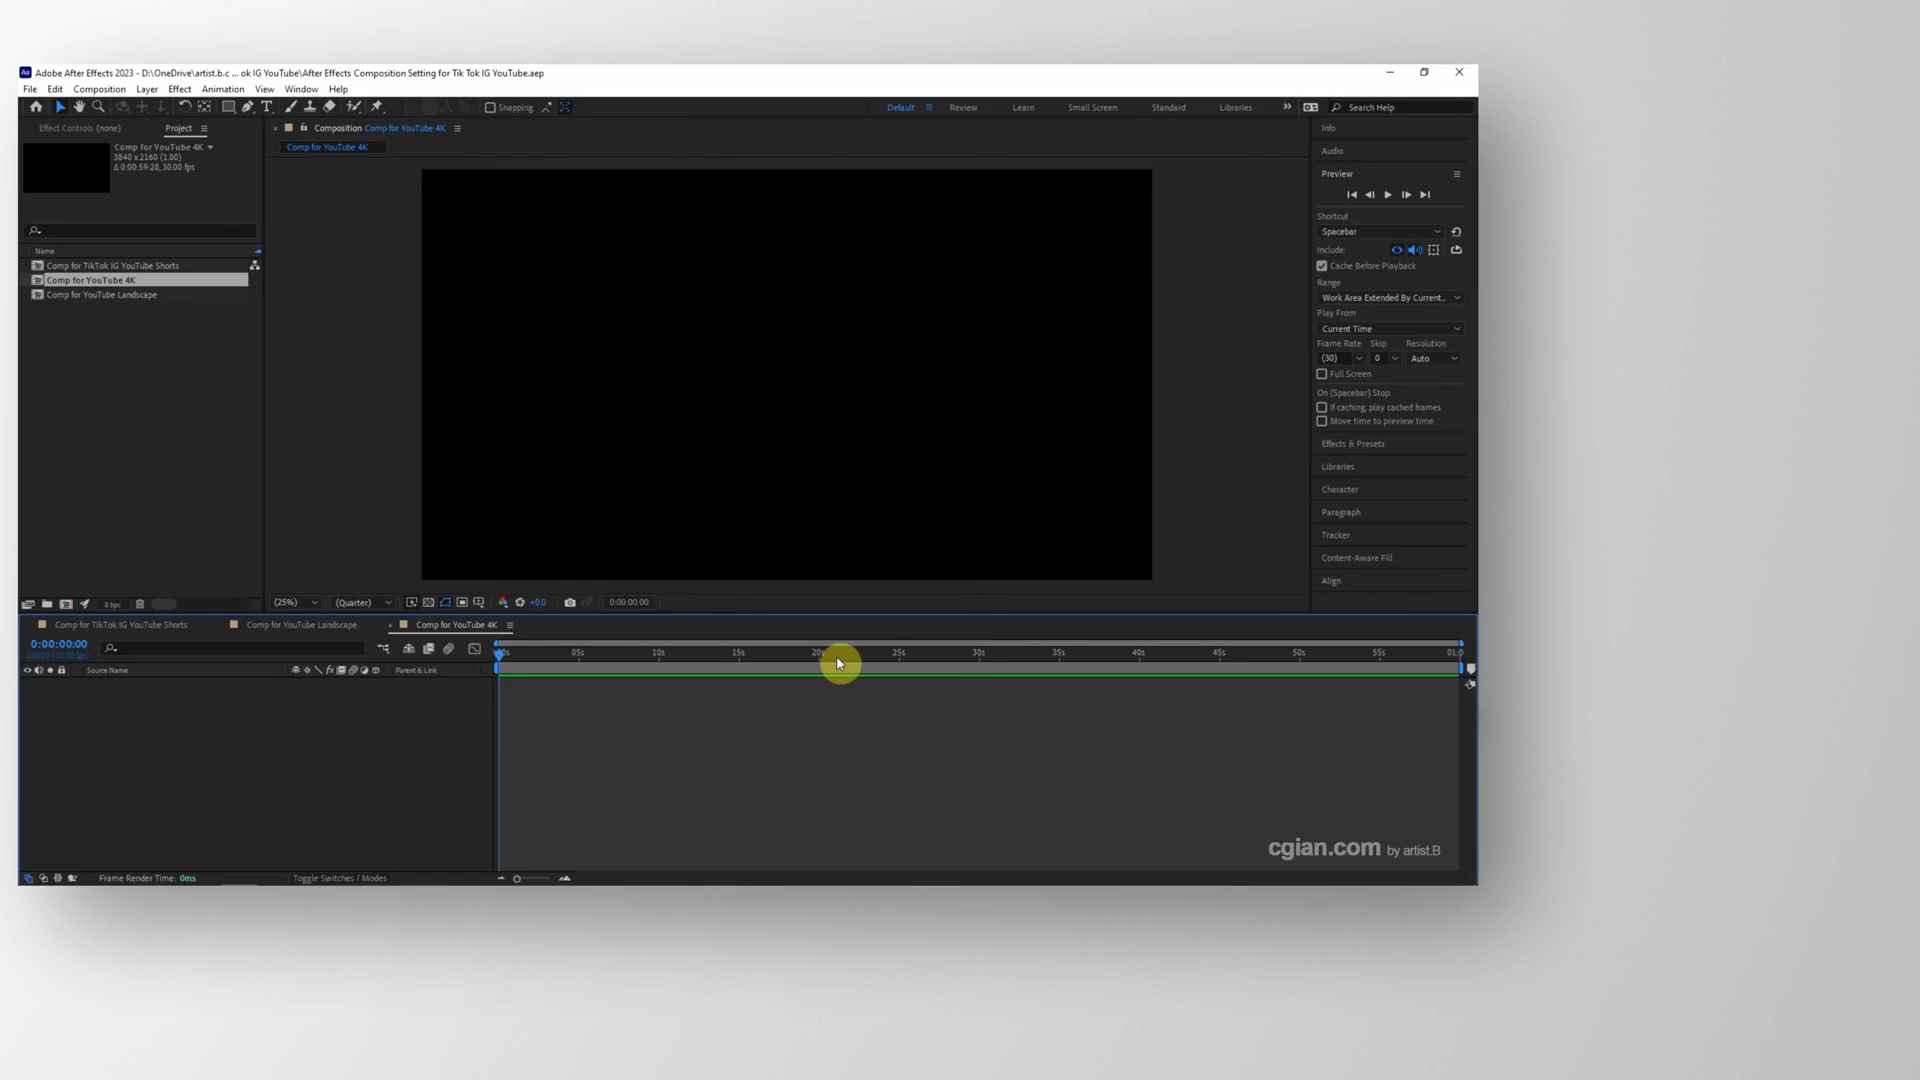 Ae Adobe After Effects 2023 - D:\OneDrive\artist.b.c ... ok IG YouTube\After Effects Composition Setting for Tik Tok IG YouTube.aep
File Edit Composition Layer Effect Animation View Window Help
Snapping Default Review Learn Small Screen Standard Libraries Search Help
Effect Controls (none) Project
Comp for YouTube 4K
3840 x 2160 (1.00)
Δ 0:00:59:28, 30.00 fps
Name
Comp for TikTok IG YouTube Shorts
Comp for YouTube 4K
Comp for YouTube Landscape
8 bpc
Composition Comp for YouTube 4K
Comp for YouTube 4K
(25%) (Quarter) +0.0 0:00:00:00
Info
Audio
Preview
Shortcut
Spacebar
Include:
Cache Before Playback
Range
Work Area Extended By Current...
Play From
Current Time
Frame Rate Skip Resolution
(30) 0 Auto
Full Screen
On (Spacebar) Stop:
If caching, play cached frames
Move time to preview time
Effects & Presets
Libraries
Character
Paragraph
Tracker
Content-Aware Fill
Align
Comp for TikTok IG YouTube Shorts Comp for YouTube Landscape Comp for YouTube 4K
0:00:00:00
05s 10s 15s 20s 25s 30s 35s 40s 45s 50s 55s 01:0
Source Name Parent & Link
cgian.com by artist.B
Frame Render Time: 0ms Toggle Switches / Modes